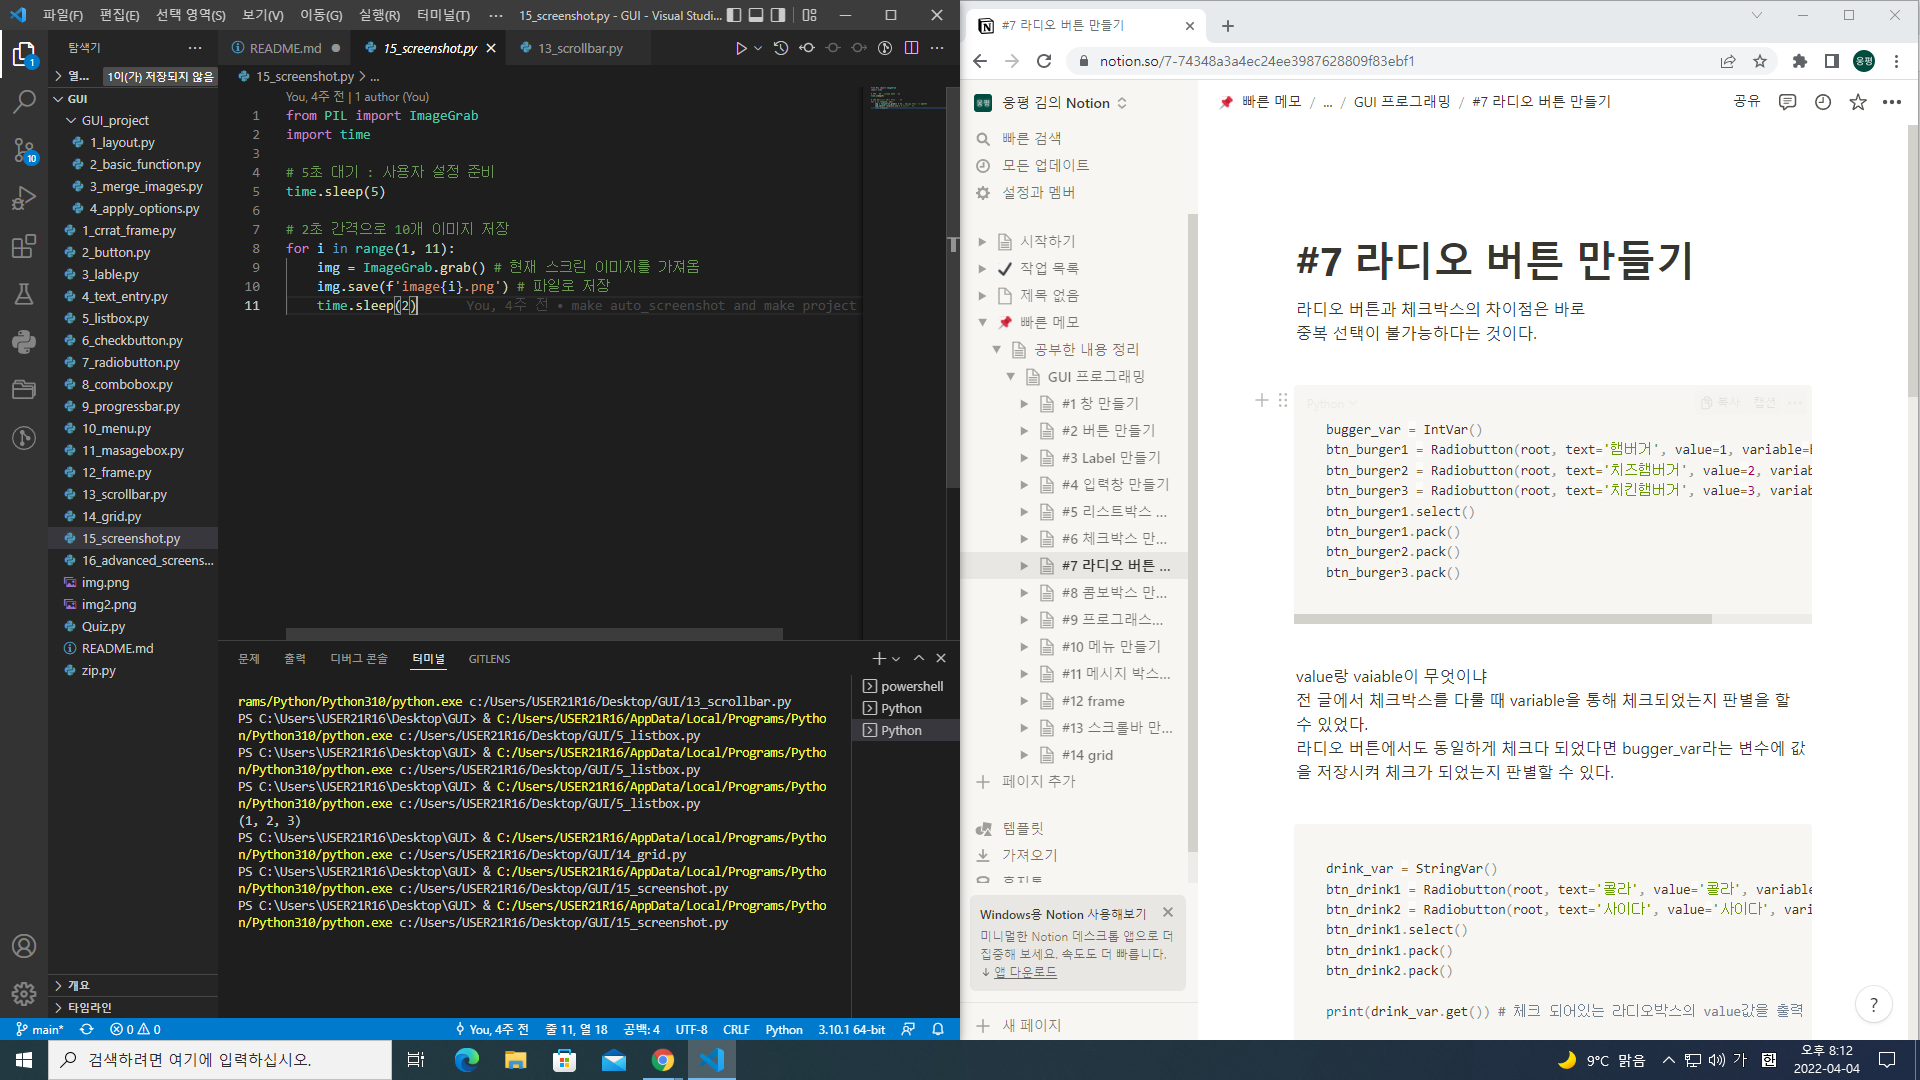 파일(F) 편집(E) 선택 영역(S) 보기(V) 이동(G) 실행(R) 터미널(T) ··· 15_screenshot.py - GUI - Visual Studi...
탐색기 ···
열... 1이(가) 저장되지 않음
GUI
GUI_project
1_layout.py
2_basic_function.py
3_merge_images.py
4_apply_options.py
1_crrat_frame.py
2_button.py
3_lable.py
4_text_entry.py
5_listbox.py
6_checkbutton.py
7_radiobutton.py
8_combobox.py
9_progressbar.py
10_menu.py
11_masagebox.py
12_frame.py
13_scrollbar.py
14_grid.py
15_screenshot.py
16_advanced_screens...
img.png
img2.png
Quiz.py
README.md
zip.py
개요
타임라인
1
10
README.md 15_screenshot.py 13_scrollbar.py
15_screenshot.py > ...
You, 4주 전 | 1 author (You)
1 from PIL import ImageGrab
2 import time
3
4 # 5초 대기 : 사용자 설정 준비
5 time.sleep(5)
6
7 # 2초 간격으로 10개 이미지 저장
8 for i in range(1, 11):
9 img = ImageGrab.grab() # 현재 스크린 이미지를 가져옴
10 img.save(f'image{i}.png') # 파일로 저장
11 time.sleep(2) You, 4주 전 • make auto_screenshot and make project
문제 출력 디버그 콘솔 터미널 GITLENS
powershell
Python
Python
rams/Python/Python310/python.exe c:/Users/USER21R16/Desktop/GUI/13_scrollbar.py
PS C:\Users\USER21R16\Desktop\GUI> & C:/Users/USER21R16/AppData/Local/Programs/Pytho
n/Python310/python.exe c:/Users/USER21R16/Desktop/GUI/5_listbox.py
PS C:\Users\USER21R16\Desktop\GUI> & C:/Users/USER21R16/AppData/Local/Programs/Pytho
n/Python310/python.exe c:/Users/USER21R16/Desktop/GUI/5_listbox.py
PS C:\Users\USER21R16\Desktop\GUI> & C:/Users/USER21R16/AppData/Local/Programs/Pytho
n/Python310/python.exe c:/Users/USER21R16/Desktop/GUI/5_listbox.py
(1, 2, 3)
PS C:\Users\USER21R16\Desktop\GUI> & C:/Users/USER21R16/AppData/Local/Programs/Pytho
n/Python310/python.exe c:/Users/USER21R16/Desktop/GUI/14_grid.py
PS C:\Users\USER21R16\Desktop\GUI> & C:/Users/USER21R16/AppData/Local/Programs/Pytho
n/Python310/python.exe c:/Users/USER21R16/Desktop/GUI/15_screenshot.py
PS C:\Users\USER21R16\Desktop\GUI> & C:/Users/USER21R16/AppData/Local/Programs/Pytho
n/Python310/python.exe c:/Users/USER21R16/Desktop/GUI/15_screenshot.py
main* 0 0 You, 4주 전 줄 11, 열 18 공백: 4 UTF-8 CRLF Python 3.10.1 64-bit
#7 라디오 버튼 만들기
notion.so/7-74348a3a4ec24ee3987628809f83ebf1
웅평
웅평 웅평 김의 Notion
빠른 검색
모든 업데이트
설정과 멤버
시작하기
작업 목록
제목 없음
빠른 메모
공부한 내용 정리
GUI 프로그래밍
#1 창 만들기
#2 버튼 만들기
#3 Label 만들기
#4 입력창 만들기
#5 리스트박스 ...
#6 체크박스 만...
#7 라디오 버튼 ...
#8 콤보박스 만...
#9 프로그래스...
#10 메뉴 만들기
#11 메시지 박스...
#12 frame
#13 스크롤바 만...
#14 grid
페이지 추가
템플릿
가져오기
휴지통
Windows용 Notion 사용해보기
미니멀한 Notion 데스크톱 앱으로 더
집중해 보세요. 속도도 더 빠릅니다.
↓ 앱 다운로드
새 페이지
빠른 메모 / ... / GUI 프로그래밍 / #7 라디오 버튼 만들기 공유
#7 라디오 버튼 만들기
라디오 버튼과 체크박스의 차이점은 바로
중복 선택이 불가능하다는 것이다.
Python 복사 캡션 ···
bugger_var = IntVar()
btn_burger1 = Radiobutton(root, text='햄버거', value=1, variable=
btn_burger2 = Radiobutton(root, text='치즈햄버거', value=2, variab
btn_burger3 = Radiobutton(root, text='치킨햄버거', value=3, variab
btn_burger1.select()
btn_burger1.pack()
btn_burger2.pack()
btn_burger3.pack()
value랑 vaiable이 무엇이냐
전 글에서 체크박스를 다룰 때 variable을 통해 체크되었는지 판별을 할
수 있었다.
라디오 버튼에서도 동일하게 체크다 되었다면 bugger_var라는 변수에 값
을 저장시켜 체크가 되었는지 판별할 수 있다.
drink_var = StringVar()
btn_drink1 = Radiobutton(root, text='콜라', value='콜라', variable
btn_drink2 = Radiobutton(root, text='사이다', value='사이다', vari
btn_drink1.select()
btn_drink1.pack()
btn_drink2.pack()
print(drink_var.get()) # 체크 되어있는 라디오박스의 value값을 출력
?
검색하려면 여기에 입력하십시오.
9°C 맑음 가 한 오후 8:12
2022-04-04